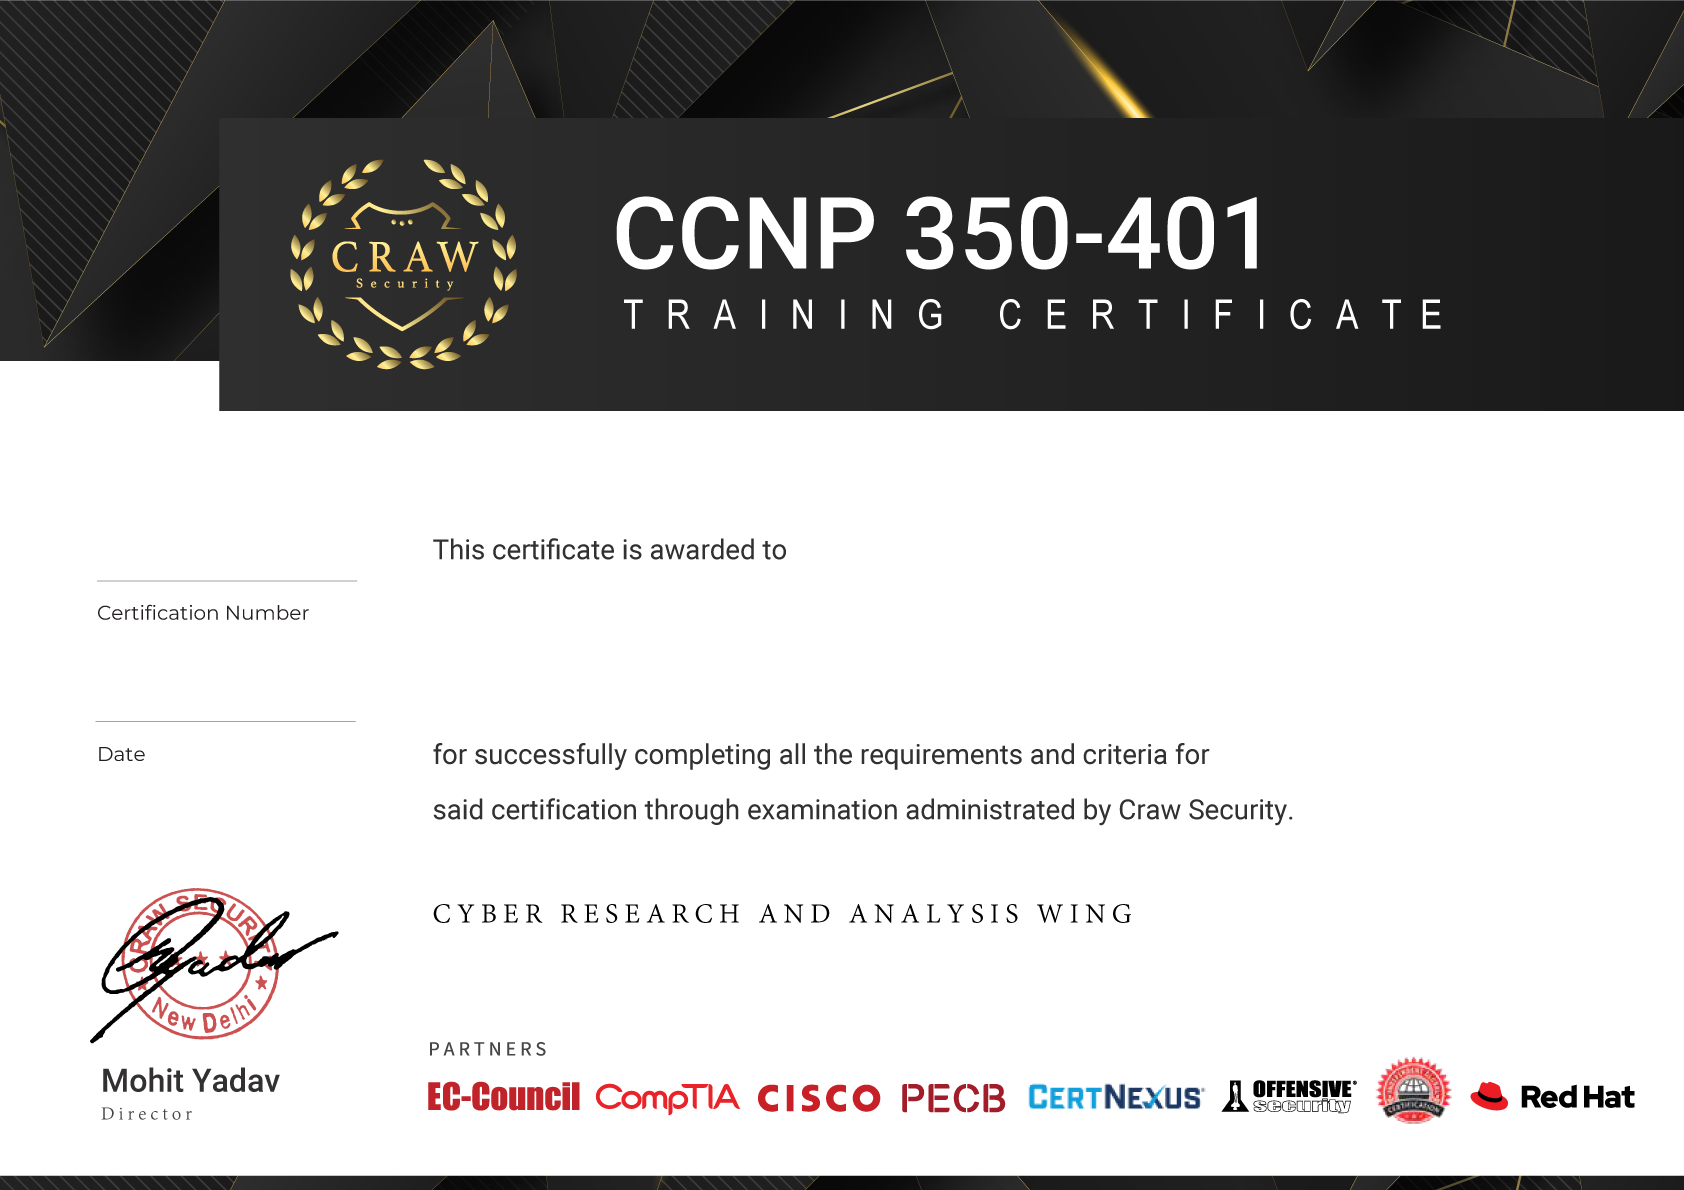 CRAW
Security
CCNP 350-401
TRAINING CERTIFICATE
This certificate is awarded to
Certification Number
Date
for successfully completing all the requirements and criteria for
said certification through examination administrated by Craw Security.
CYBER RESEARCH AND ANALYSIS WING
CRAW SECURITY
New Delhi
Mohit Yadav
Director
PARTNERS
EC-Council CompTIA CISCO PECB CERTNEXUS OFFENSIVE security CERTIFICATION Red Hat